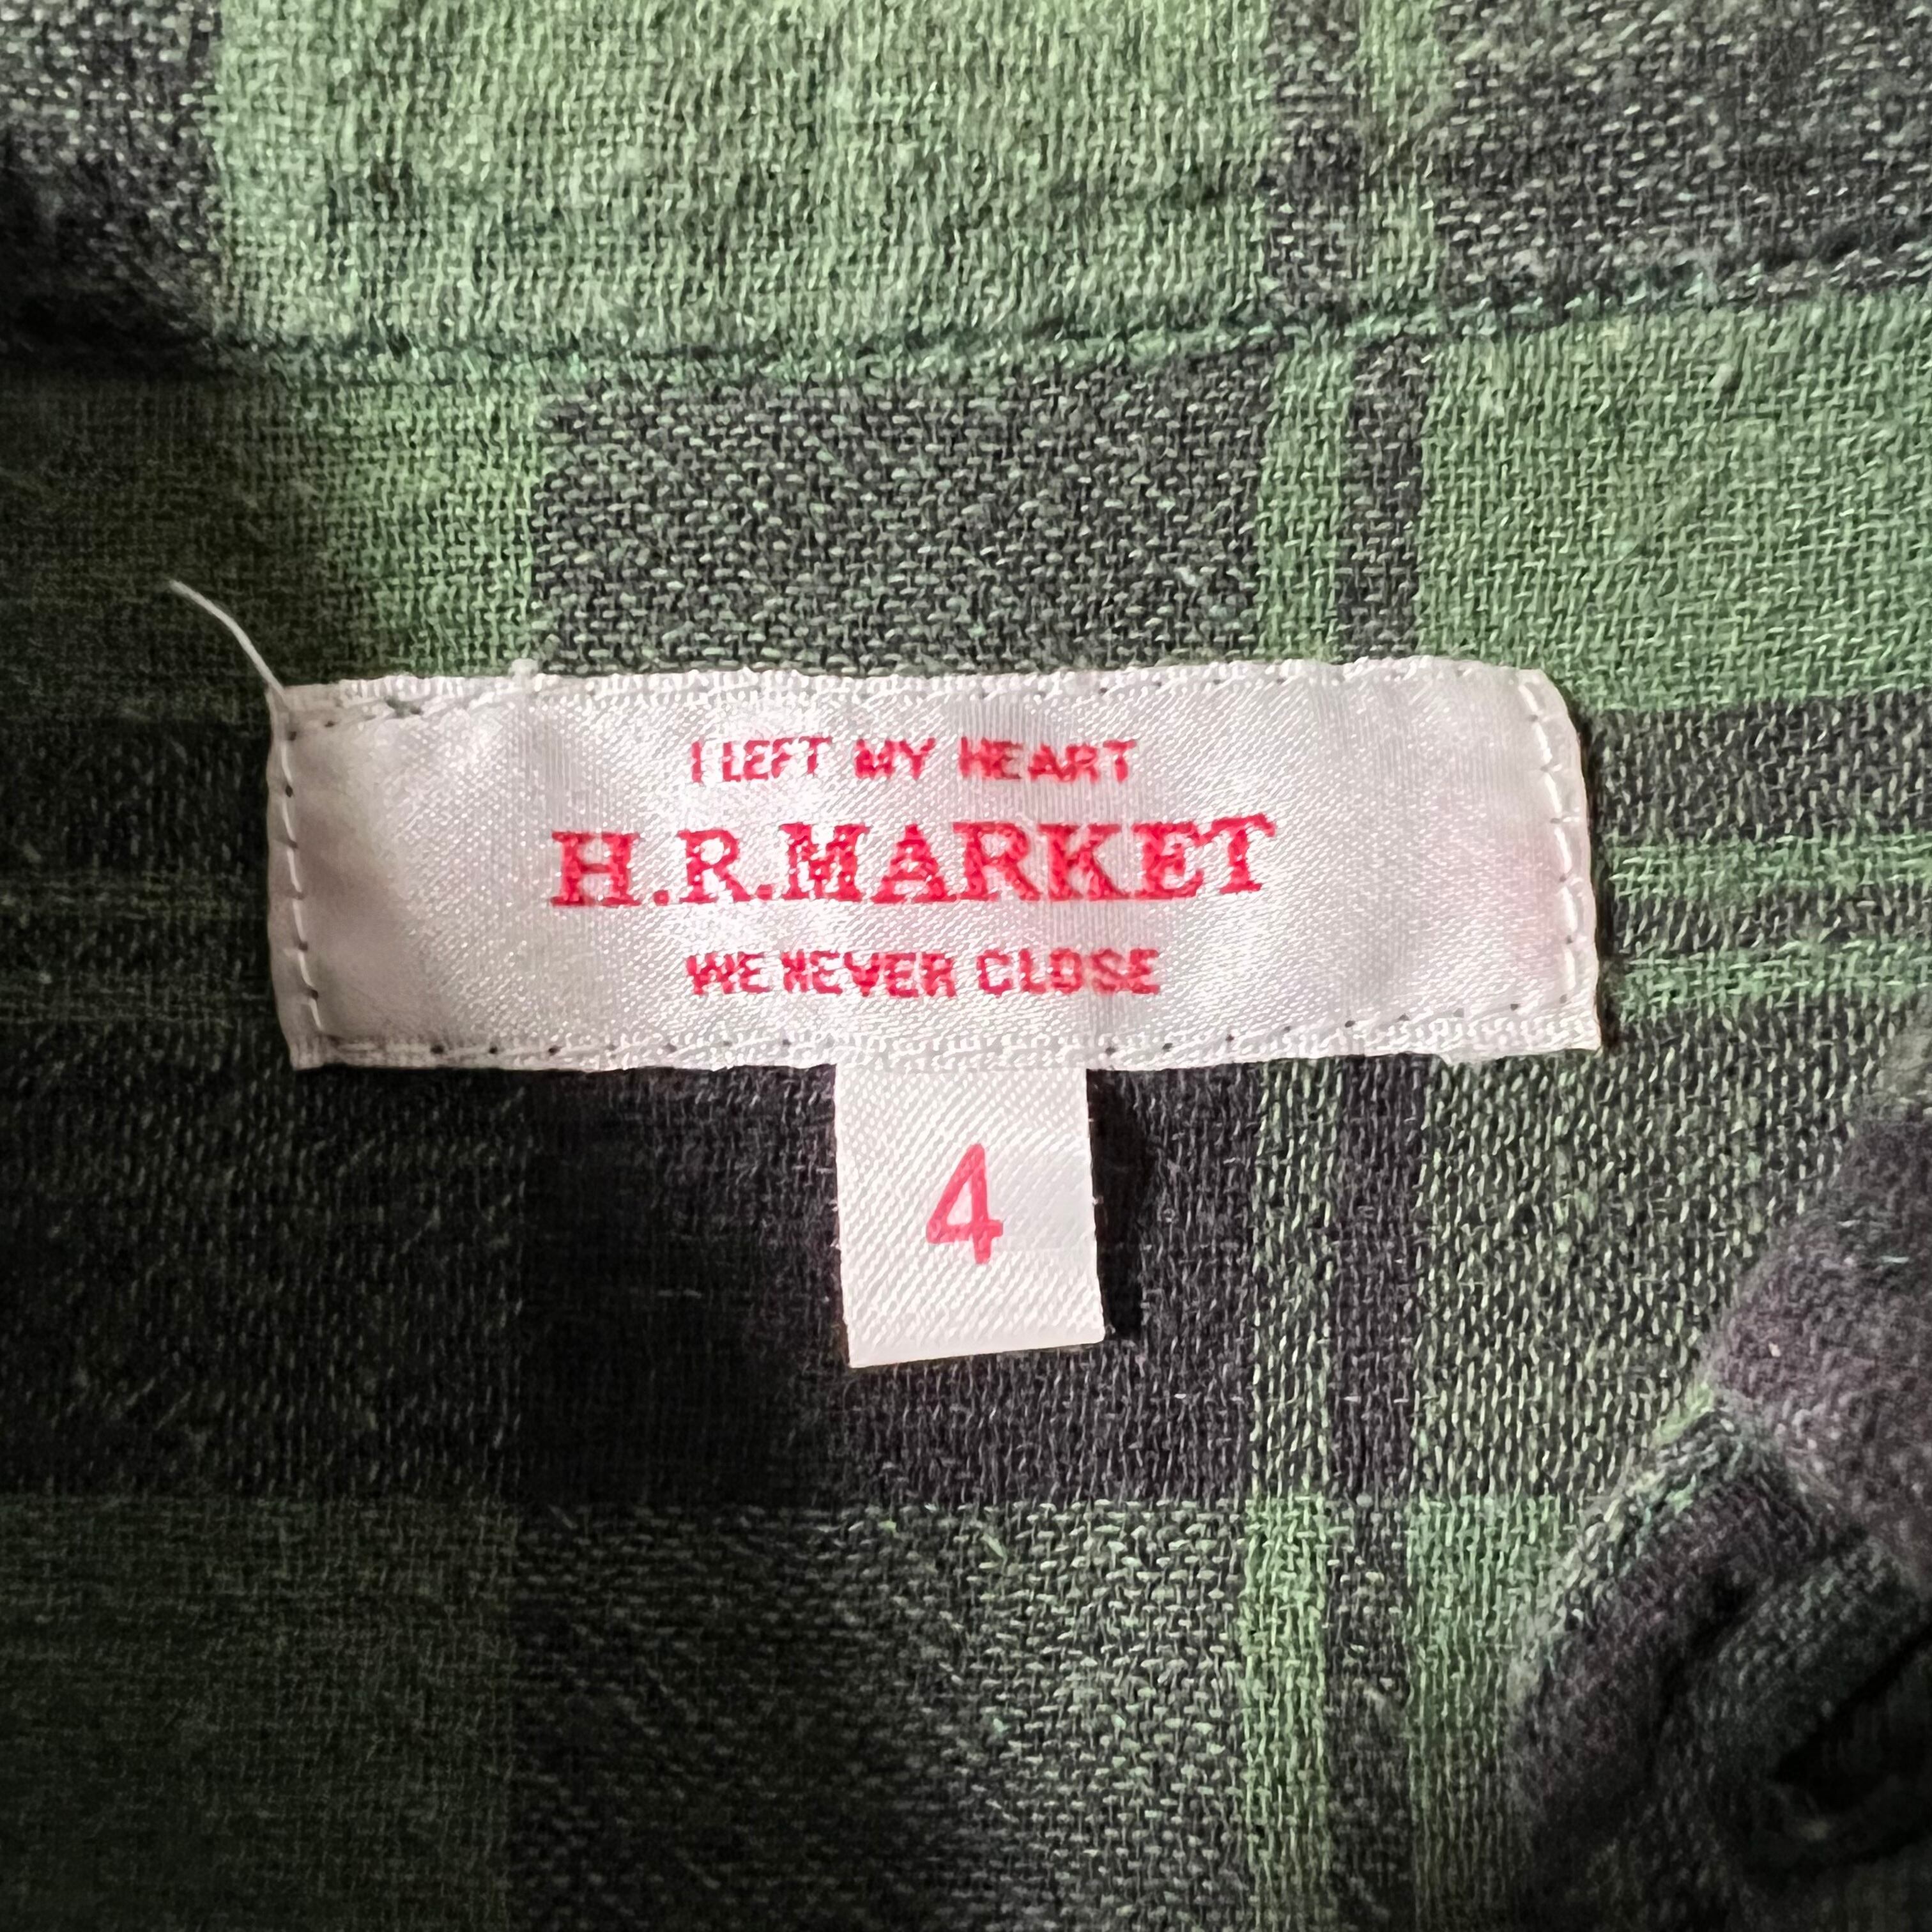 I LEFT MY HEART
H.R.MARKET
WE NEVER CLOSE
4